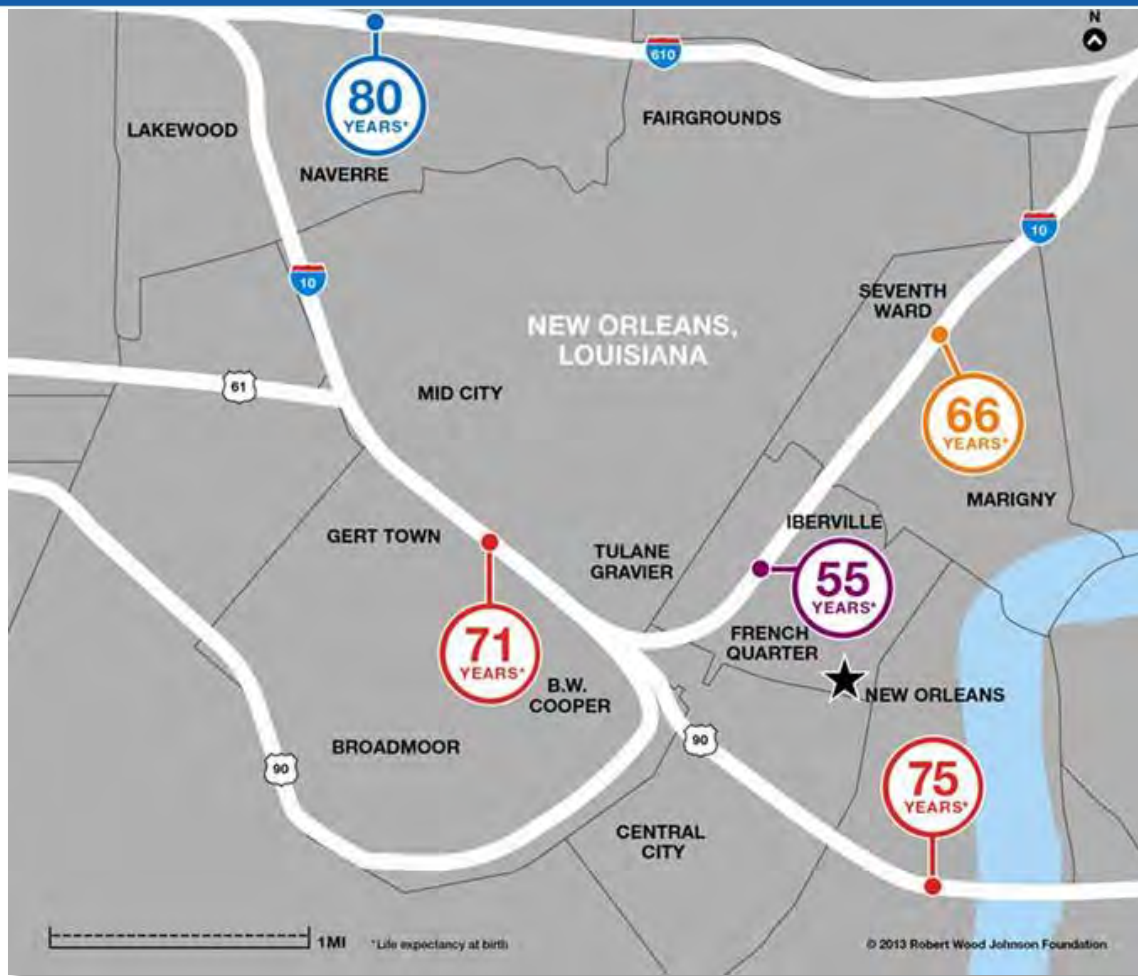 N
610
80
YEARS*
LAKEWOOD
FAIRGROUNDS
NAVERRE
10
10
SEVENTH
WARD
NEW ORLEANS,
LOUISIANA
61
MID CITY
66
YEARS*
MARIGNY
IBERVILLE
GERT TOWN
TULANE
GRAVIER
55
YEARS*
71
YEARS*
FRENCH
QUARTER
B.W.
COOPER
NEW ORLEANS
BROADMOOR
90
90
75
YEARS*
CENTRAL
CITY
1MI
*Life expectancy at birth
© 2013 Robert Wood Johnson Foundation